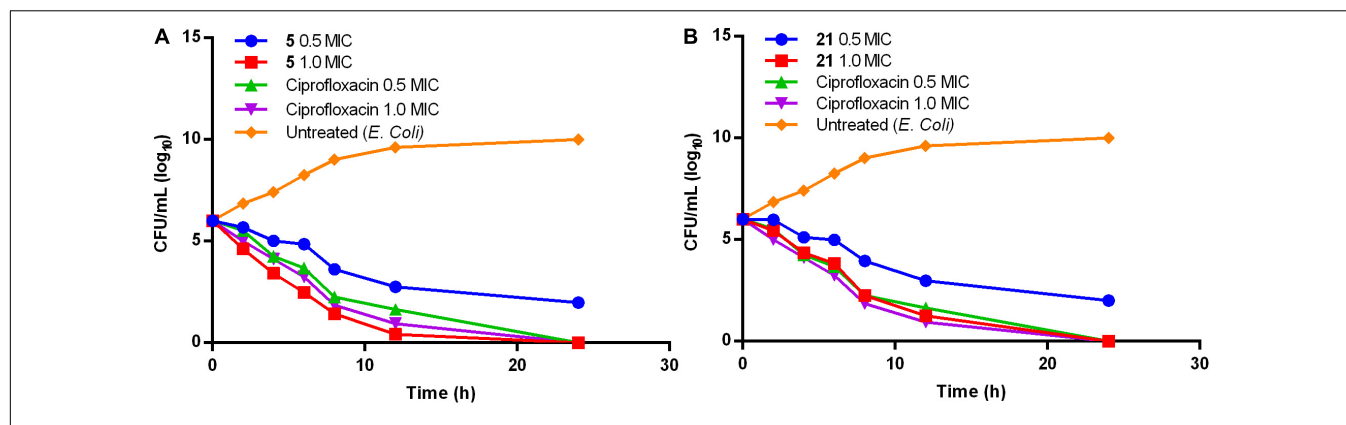 A
5 0.5 MIC
5 1.0 MIC
Ciprofloxacin 0.5 MIC
Ciprofloxacin 1.0 MIC
Untreated (E. Coli)
15
10
5
0
CFU/mL (log10)
0
10
20
30
Time (h)
B
21 0.5 MIC
21 1.0 MIC
Ciprofloxacin 0.5 MIC
Ciprofloxacin 1.0 MIC
Untreated (E. Coli)
15
10
5
0
CFU/mL (log10)
0
10
20
30
Time (h)